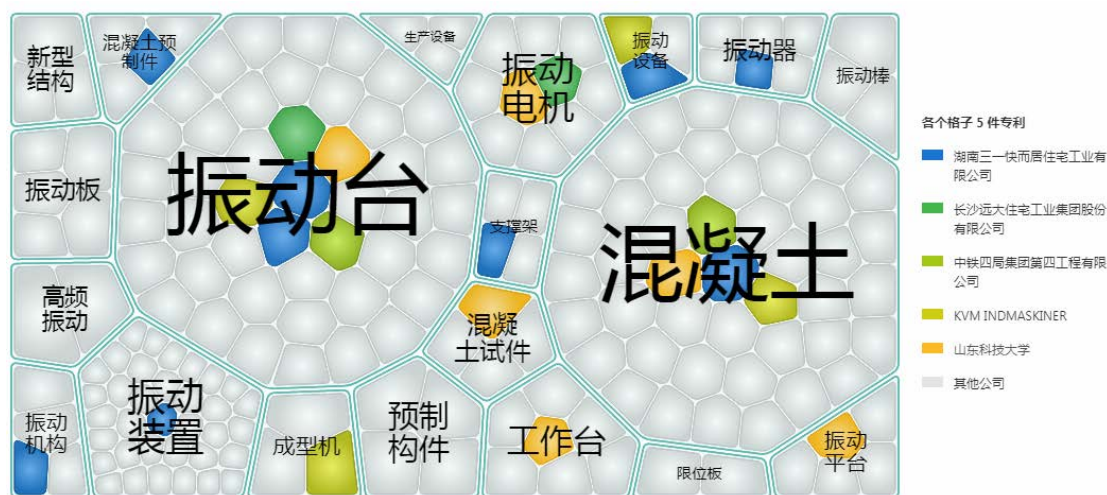 新型
结构
混凝土预
制件
生产设备
振动
电机
振动
设备
振动器
振动棒
振动板
振动台
支撑架
混凝土
高频
振动
混凝
土试件
振动
机构
振动
装置
成型机
预制
构件
工作台
限位板
振动
平台
各个格子 5 件专利
湖南三一快而居住宅工业有
限公司
长沙远大住宅工业集团股份
有限公司
中铁四局集团第四工程有限
公司
KVM INDMASKINER
山东科技大学
其他公司